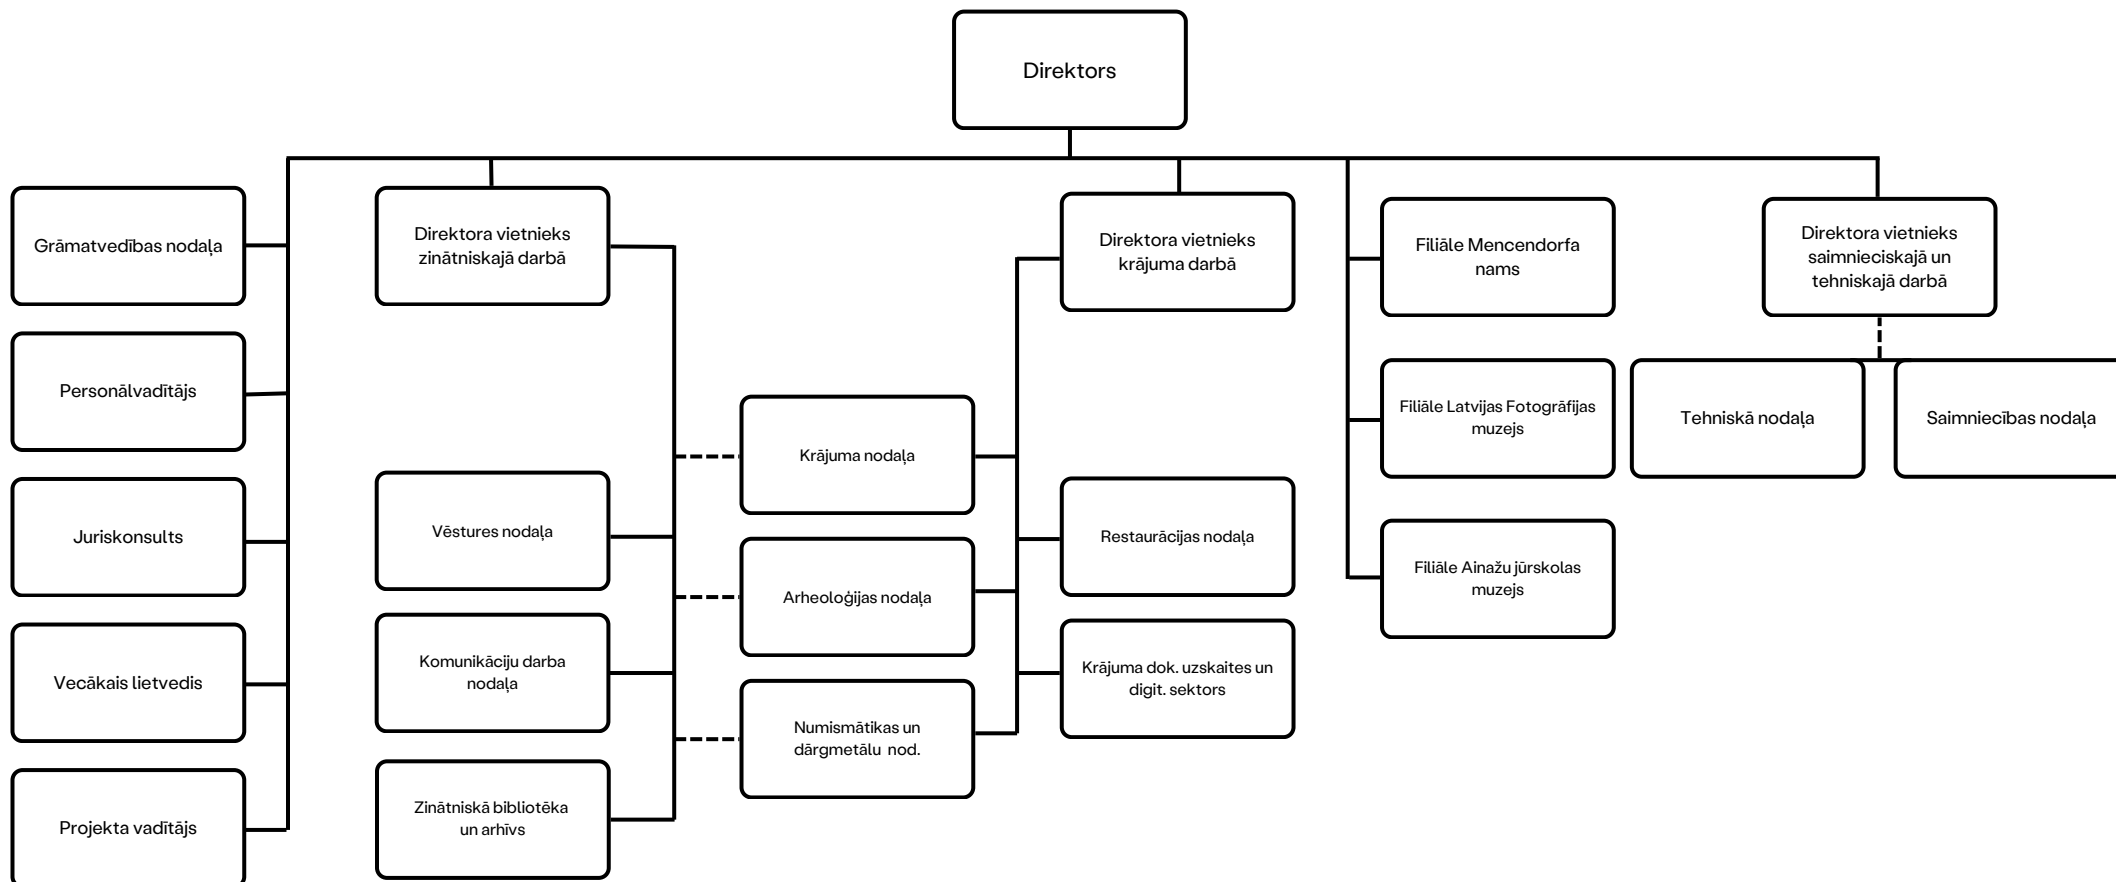 Direktors
Grāmatvedības nodaļa
Personālvadītājs
Juriskonsults
Vecākais lietvedis
Projekta vadītājs
Direktora vietnieks
zinātniskajā darbā
Vēstures nodaļa
Komunikāciju darba
nodaļa
Zinātniskā bibliotēka
un arhīvs
Krājuma nodaļa
Arheoloģijas nodaļa
Numismātikas un
dārgmetālu nod.
Direktora vietnieks
krājuma darbā
Restaurācijas nodaļa
Krājuma dok. uzskaites un
digit. sektors
Filiāle Mencendorfa
nams
Filiāle Latvijas Fotogrāfijas
muzejs
Filiāle Ainažu jūrskolas
muzejs
Direktora vietnieks
saimnieciskajā un
tehniskajā darbā
Tehniskā nodaļa
Saimniecības nodaļa